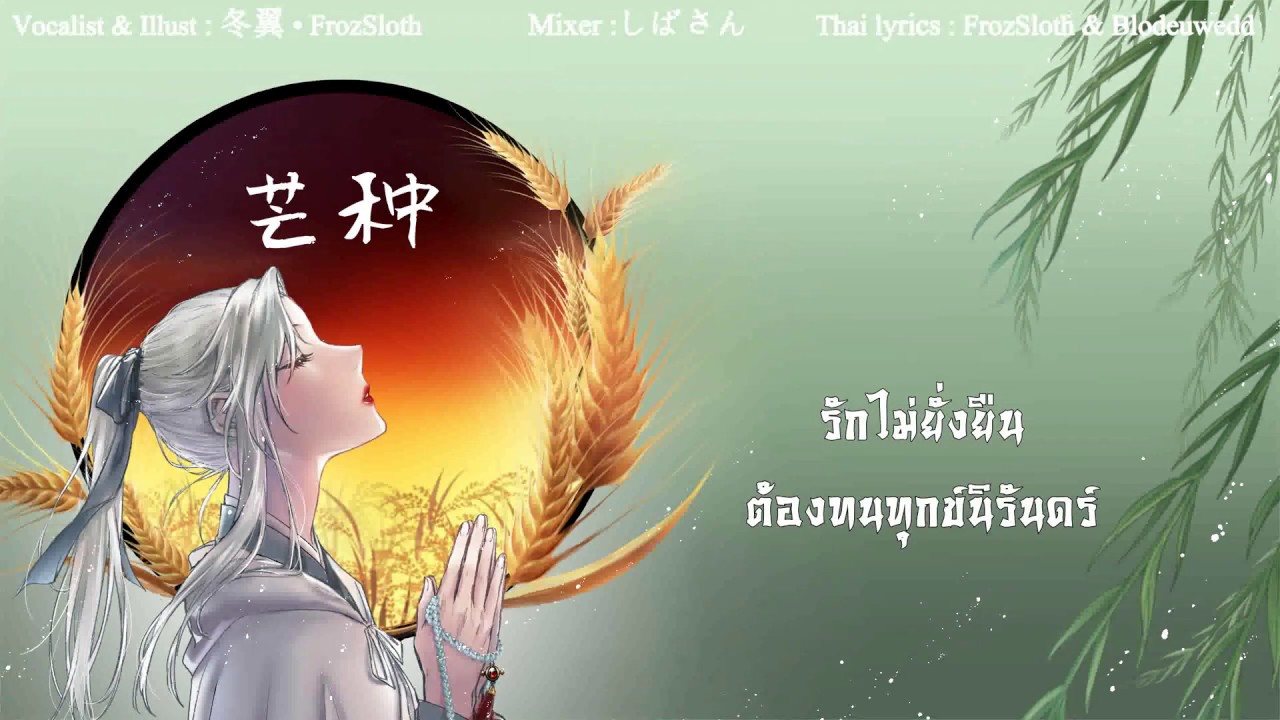 Vocalist & Illust : 冬翼 • FrozSloth
Mixer :しばさん
Thai lyrics : FrozSloth & Blodeuwedd
芒种
รักไม่ยั่งยืน
ต้องทนทุกข์นิรันดร์